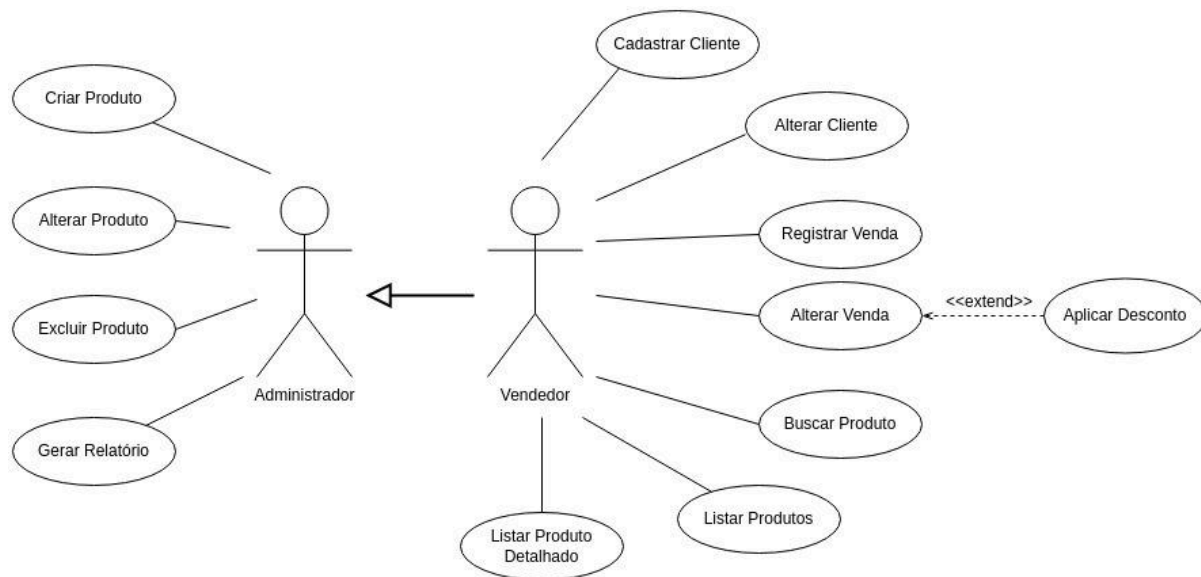 Cadastrar Cliente
Criar Produto
Alterar Cliente
Alterar Produto
Registrar Venda
<<extend>>
Alterar Venda
Aplicar Desconto
Excluir Produto
Administrador
Vendedor
Buscar Produto
Gerar Relatório
Listar Produtos
Listar Produto
Detalhado